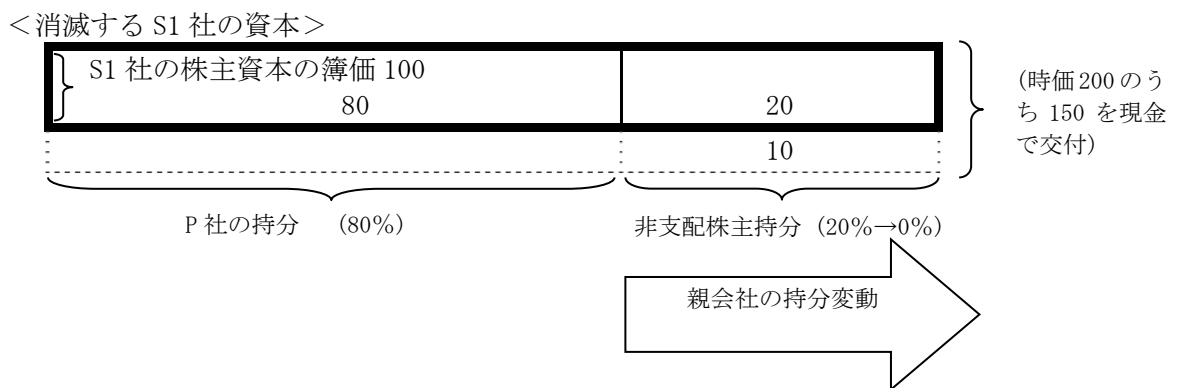 ＜消滅する S1 社の資本＞
S1 社の株主資本の簿価 100
80
20
10
(時価 200 のう
ち 150 を現金
で交付)
P 社の持分 (80%)
非支配株主持分 (20%→0%)
親会社の持分変動